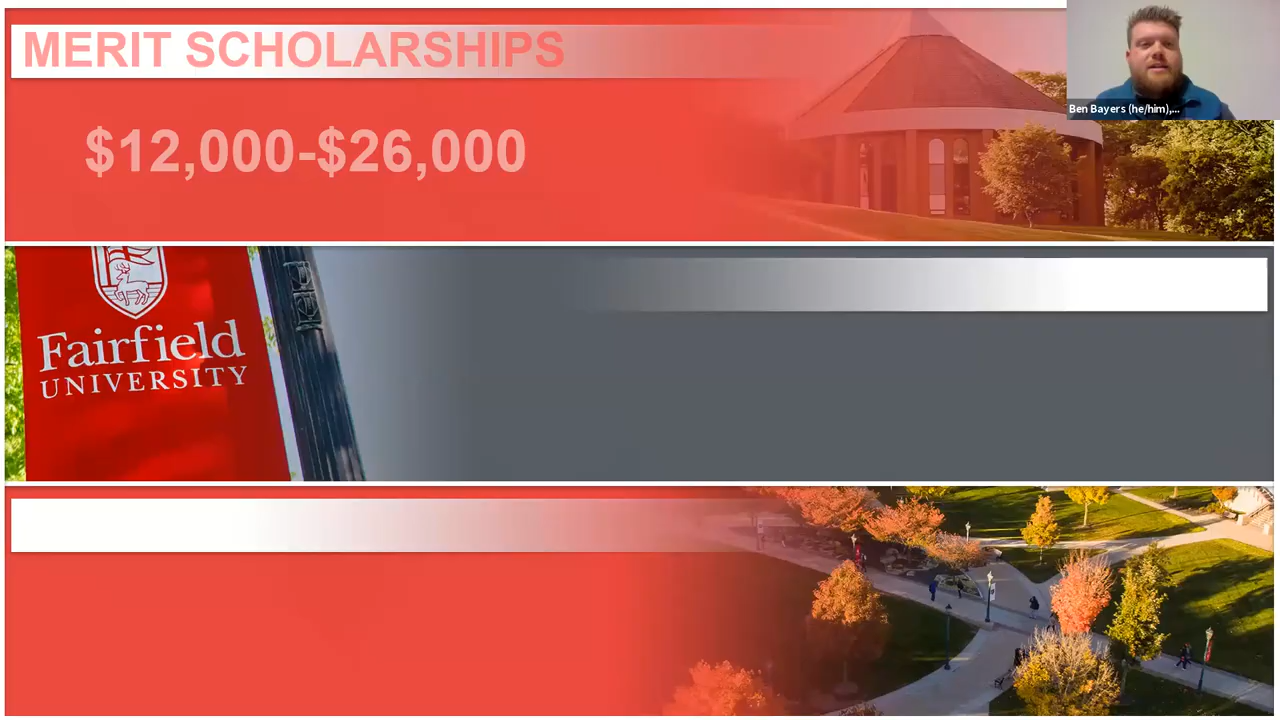 MERIT SCHOLARSHIPS
$12,000-$26,000
Ben Bayers (he/him),...
Fairfield
UNIVERSITY